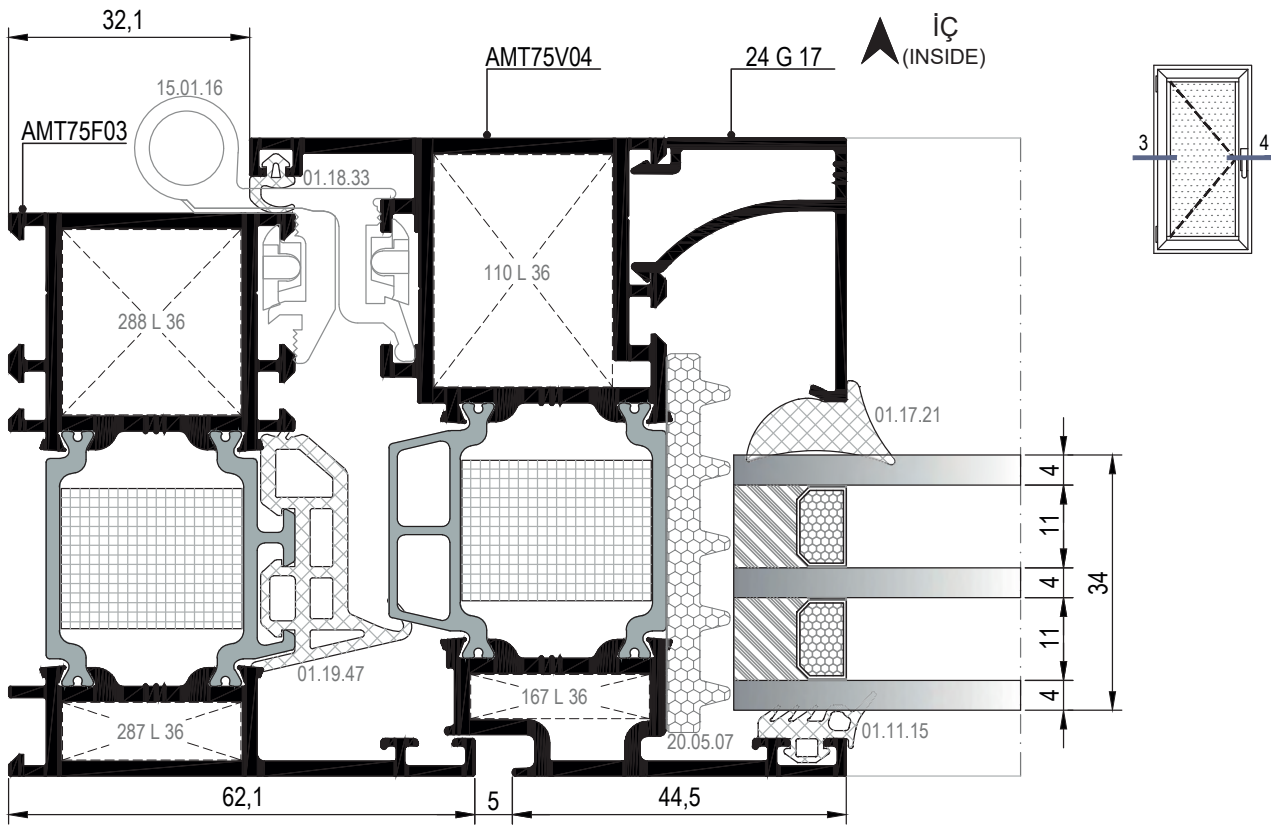 32,1
İÇ
(INSIDE)
AMT75V04
24 G 17
15.01.16
AMT75F03
01.18.33
3
4
110 L 36
288 L 36
01.17.21
4
11
4
11
4
34
01.19.47
167 L 36
287 L 36
20.05.07
01.11.15
62,1
5
44,5